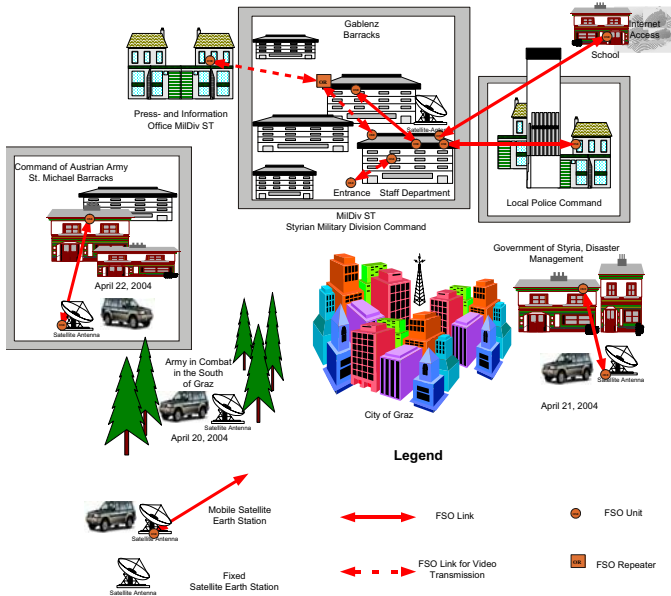 Gablenz
Barracks
Internet
Access
School
Press- and Information
Office MilDiv ST
OR
Satellite-Antenna
Entrance
Staff Department
Local Police Command
MilDiv ST
Styrian Military Division Command
Command of Austrian Army
St. Michael Barracks
April 22, 2004
Satellite Antenna
Government of Styria, Disaster
Management
Satellite Antenna
April 21, 2004
Army in Combat
in the South
of Graz
Satellite Antenna
April 20, 2004
City of Graz
Legend
Mobile Satellite
Earth Station
Satellite Antenna
FSO Link
FSO Unit
Fixed
Satellite Earth Station
Satellite Antenna
FSO Link for Video
Transmission
OR
FSO Repeater